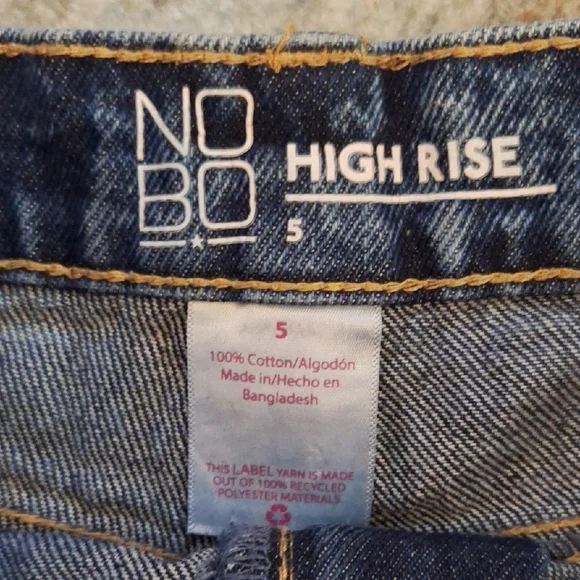 NO
BO
HIGH RISE
5
5
100% Cotton/Algodón
Made in/Hecho en
Bangladesh
THIS LABEL YARN IS MADE
OUT OF 100% RECYCLED
POLYESTER MATERIALS